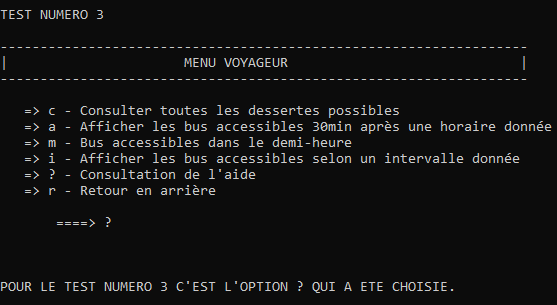 TEST NUMERO 3
------------------------------------------------------------------
| MENU VOYAGEUR |
------------------------------------------------------------------
=> c - Consulter toutes les dessertes possibles
=> a - Afficher les bus accessibles 30min après une horaire donnée
=> m - Bus accessibles dans le demi-heure
=> i - Afficher les bus accessibles selon un intervalle donnée
=> ? - Consultation de l'aide
=> r - Retour en arrière
====> ?
POUR LE TEST NUMERO 3 C'EST L'OPTION ? QUI A ETE CHOISIE.